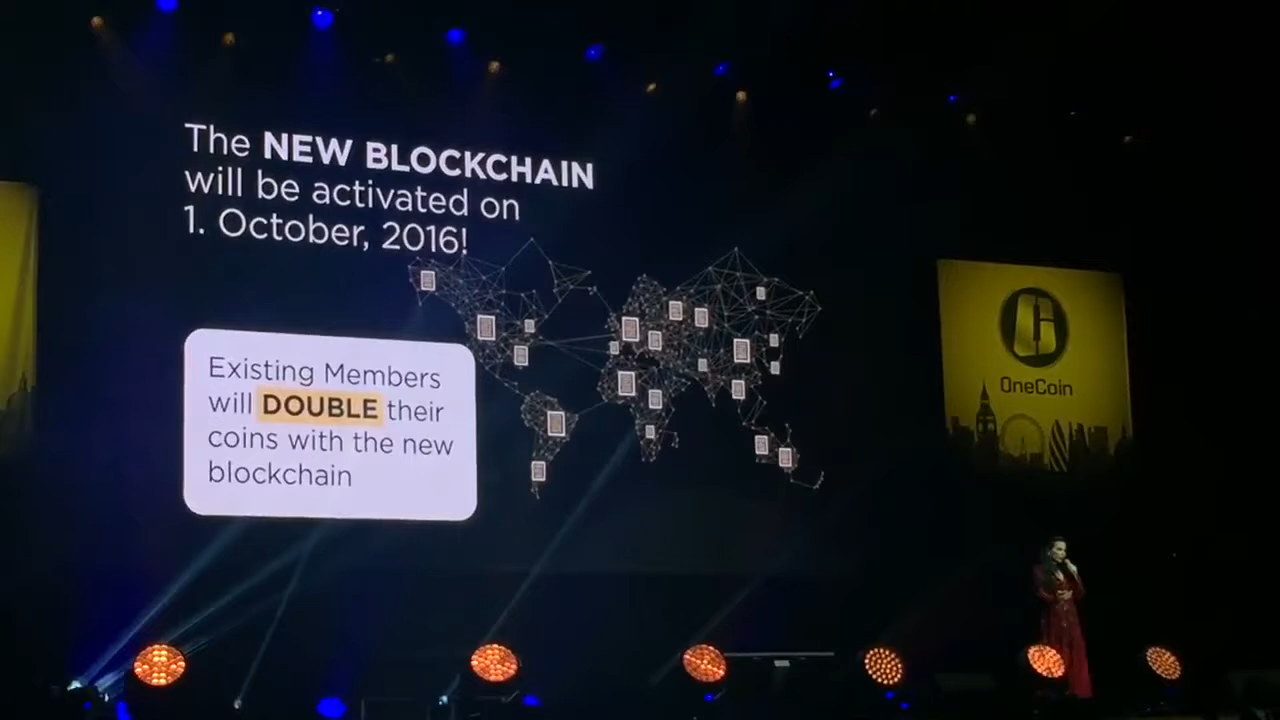 The NEW BLOCKCHAIN
will be activated on
1. October, 2016!
Existing Members
will DOUBLE their
coins with the new
blockchain
OneCoin